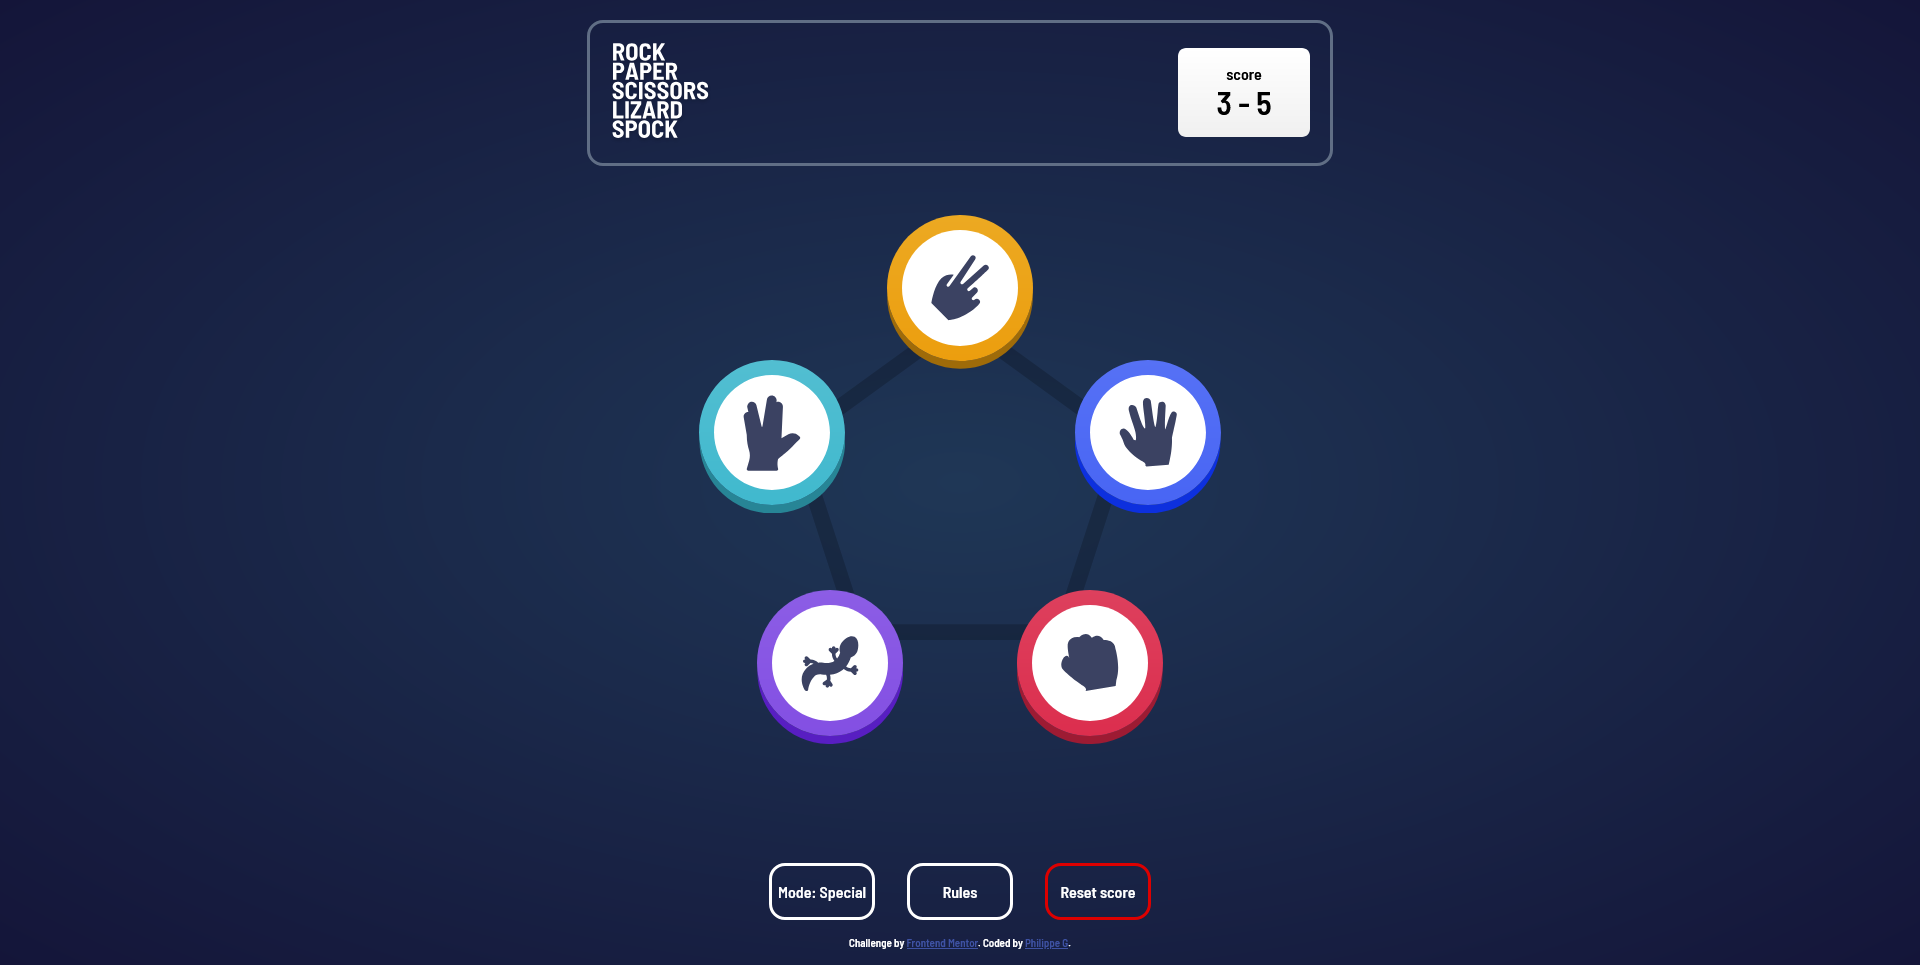 ROCK
PAPER
SCISSORS
LIZARD
SPOCK
score
3 - 5
Mode: Special
Rules
Reset score
Challenge by Frontend Mentor. Coded by Philippe G.